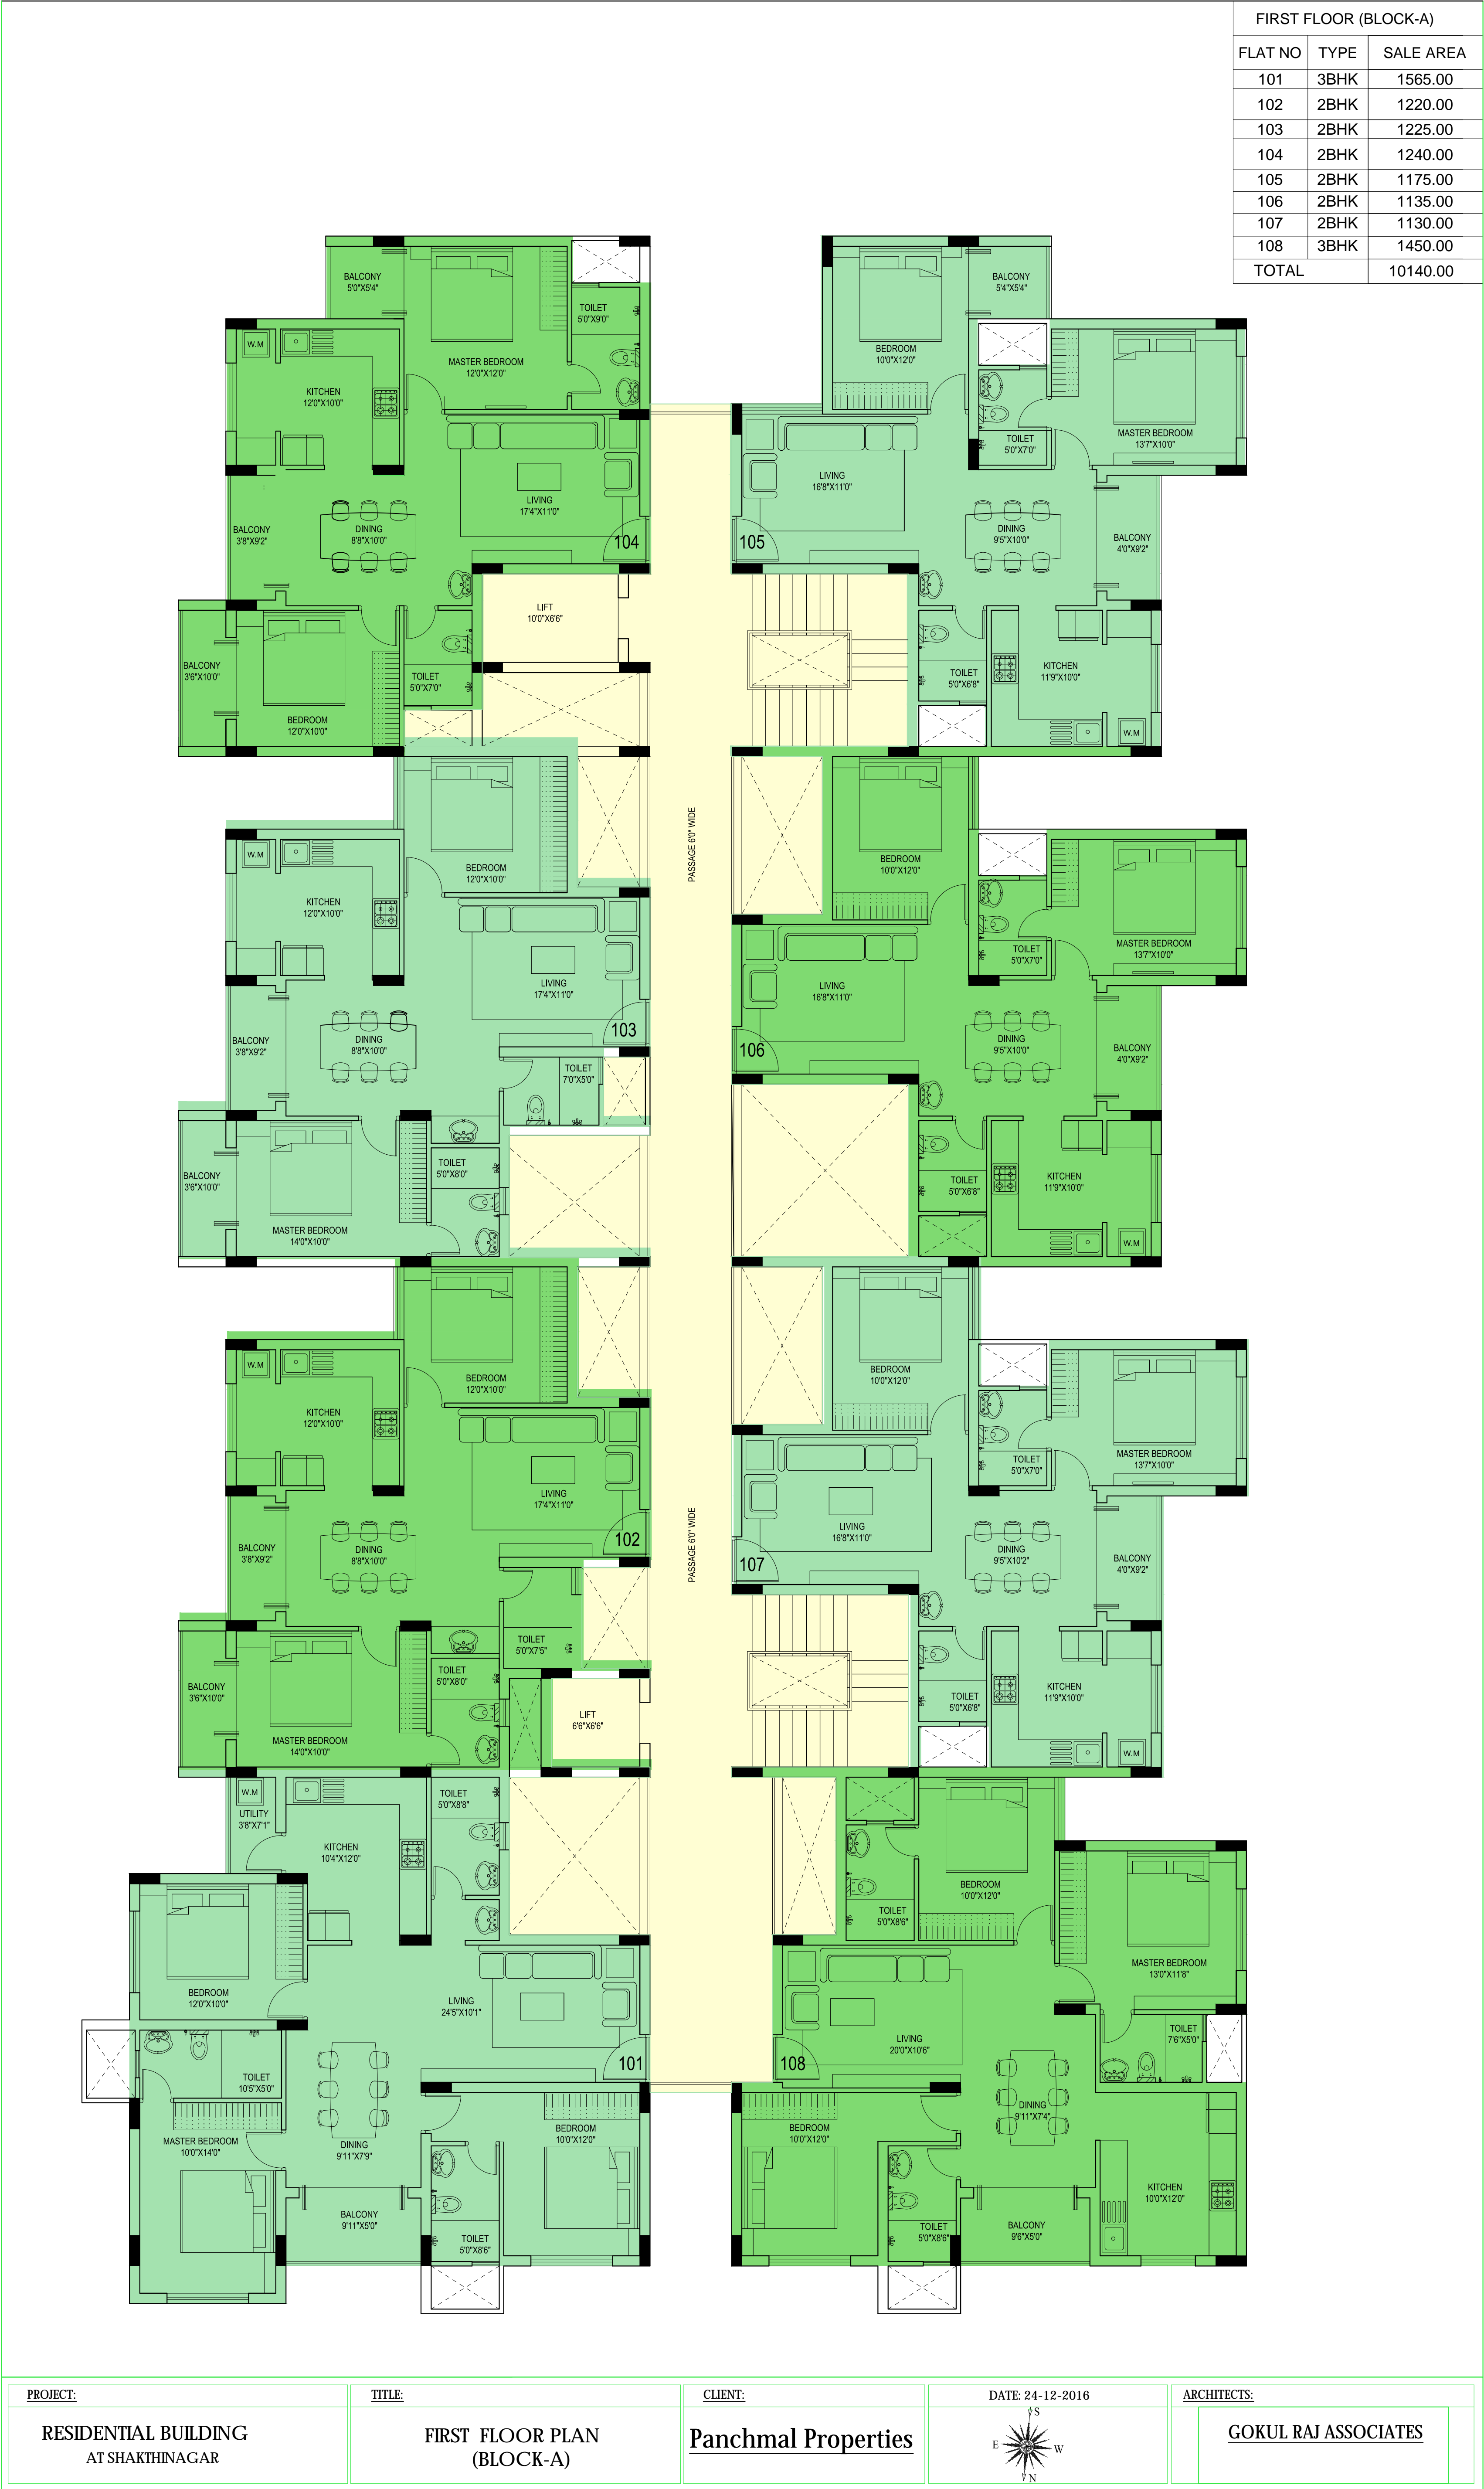 FIRST FLOOR (BLOCK-A)
FLAT NO TYPE SALE AREA
101 3BHK 1565.00
102 2BHK 1220.00
103 2BHK 1225.00
104 2BHK 1240.00
105 2BHK 1175.00
106 2BHK 1135.00
107 2BHK 1130.00
108 3BHK 1450.00
TOTAL 10140.00
BALCONY
5'0"X5'4"
MASTER BEDROOM
12'0"X12'0"
TOILET
5'0"X9'0"
W.M
KITCHEN
12'0"X10'0"
LIVING
17'4"X11'0"
104
DINING
8'8"X10'0"
BALCONY
3'8"X9'2"
LIFT
10'0"X6'6"
BALCONY
3'6"X10'0"
BEDROOM
12'0"X10'0"
TOILET
5'0"X7'0"
BEDROOM
10'0"X12'0"
BALCONY
5'4"X5'4"
MASTER BEDROOM
13'7"X10'0"
TOILET
5'0"X7'0"
LIVING
16'8"X11'0"
105
DINING
9'5"X10'0"
BALCONY
4'0"X9'2"
TOILET
5'0"X6'8"
KITCHEN
11'9"X10'0"
W.M
PASSAGE 6'0" WIDE
BEDROOM
12'0"X10'0"
W.M
KITCHEN
12'0"X10'0"
LIVING
17'4"X11'0"
103
DINING
8'8"X10'0"
BALCONY
3'8"X9'2"
TOILET
7'0"X5'0"
BALCONY
3'6"X10'0"
MASTER BEDROOM
14'0"X10'0"
TOILET
5'0"X8'0"
BEDROOM
10'0"X12'0"
MASTER BEDROOM
13'7"X10'0"
TOILET
5'0"X7'0"
LIVING
16'8"X11'0"
106
DINING
9'5"X10'0"
BALCONY
4'0"X9'2"
TOILET
5'0"X6'8"
KITCHEN
11'9"X10'0"
W.M
BEDROOM
12'0"X10'0"
W.M
KITCHEN
12'0"X10'0"
LIVING
17'4"X11'0"
102
DINING
8'8"X10'0"
BALCONY
3'8"X9'2"
TOILET
5'0"X7'5"
BALCONY
3'6"X10'0"
MASTER BEDROOM
14'0"X10'0"
TOILET
5'0"X8'0"
LIFT
6'6"X6'6"
PASSAGE 6'0" WIDE
BEDROOM
10'0"X12'0"
MASTER BEDROOM
13'7"X10'0"
TOILET
5'0"X7'0"
LIVING
16'8"X11'0"
107
DINING
9'5"X10'2"
BALCONY
4'0"X9'2"
TOILET
5'0"X6'8"
KITCHEN
11'9"X10'0"
W.M
W.M
UTILITY
3'8"X7'1"
KITCHEN
10'4"X12'0"
TOILET
5'0"X8'8"
BEDROOM
12'0"X10'0"
LIVING
24'5"X10'1"
101
TOILET
10'5"X5'0"
MASTER BEDROOM
10'0"X14'0"
DINING
9'11"X7'9"
BEDROOM
10'0"X12'0"
BALCONY
9'11"X5'0"
TOILET
5'0"X8'6"
BEDROOM
10'0"X12'0"
TOILET
5'0"X8'6"
MASTER BEDROOM
13'0"X11'8"
LIVING
20'0"X10'6"
108
TOILET
7'6"X5'0"
DINING
9'11"X7'4"
BEDROOM
10'0"X12'0"
KITCHEN
10'0"X12'0"
TOILET
5'0"X8'6"
BALCONY
9'6"X5'0"
PROJECT:
RESIDENTIAL BUILDING
AT SHAKTHINAGAR
TITLE:
FIRST FLOOR PLAN
(BLOCK-A)
CLIENT:
Panchmal Properties
DATE: 24-12-2016
S
E W
N
ARCHITECTS:
GOKUL RAJ ASSOCIATES